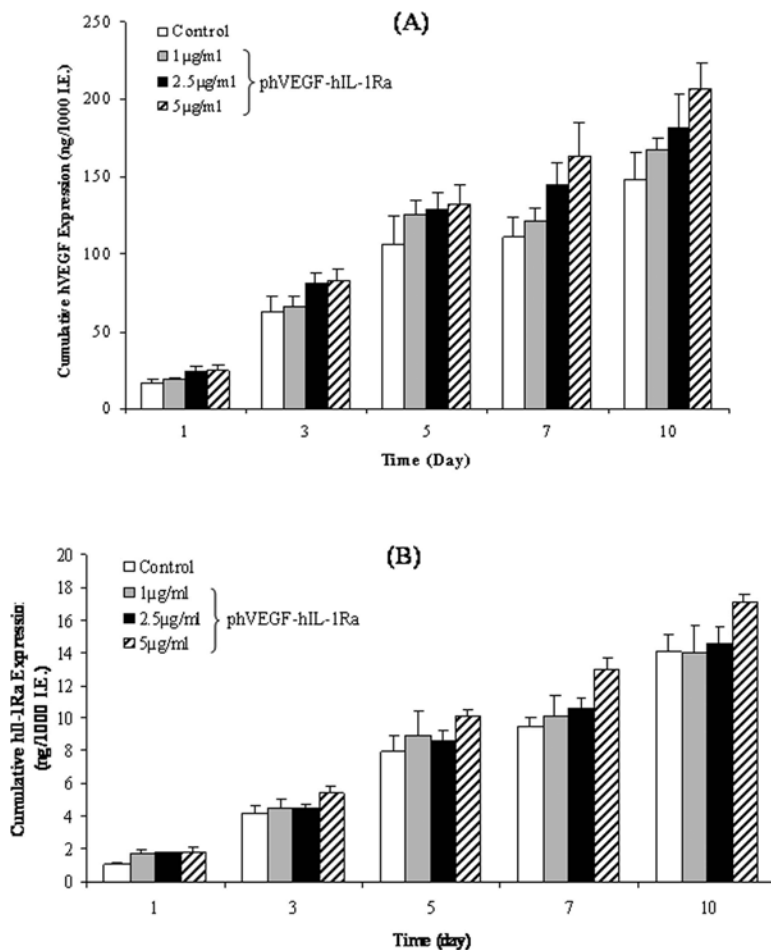 (A)
Control
1µg/ml
2.5µg/ml
5µg/ml
phVEGF-hIL-1Ra
Cumulative hVEGF Expression (ng/1000 I.E.)
250
200
150
100
50
0
1
3
5
7
10
Time (Day)
(B)
Control
1µg/ml
2.5µg/ml
5µg/ml
phVEGF-hIL-1Ra
Cumulative hIl-1Ra Expression
(ng/1000 I.E.)
20
18
16
14
12
10
8
6
4
2
0
1
3
5
7
10
Time (day)